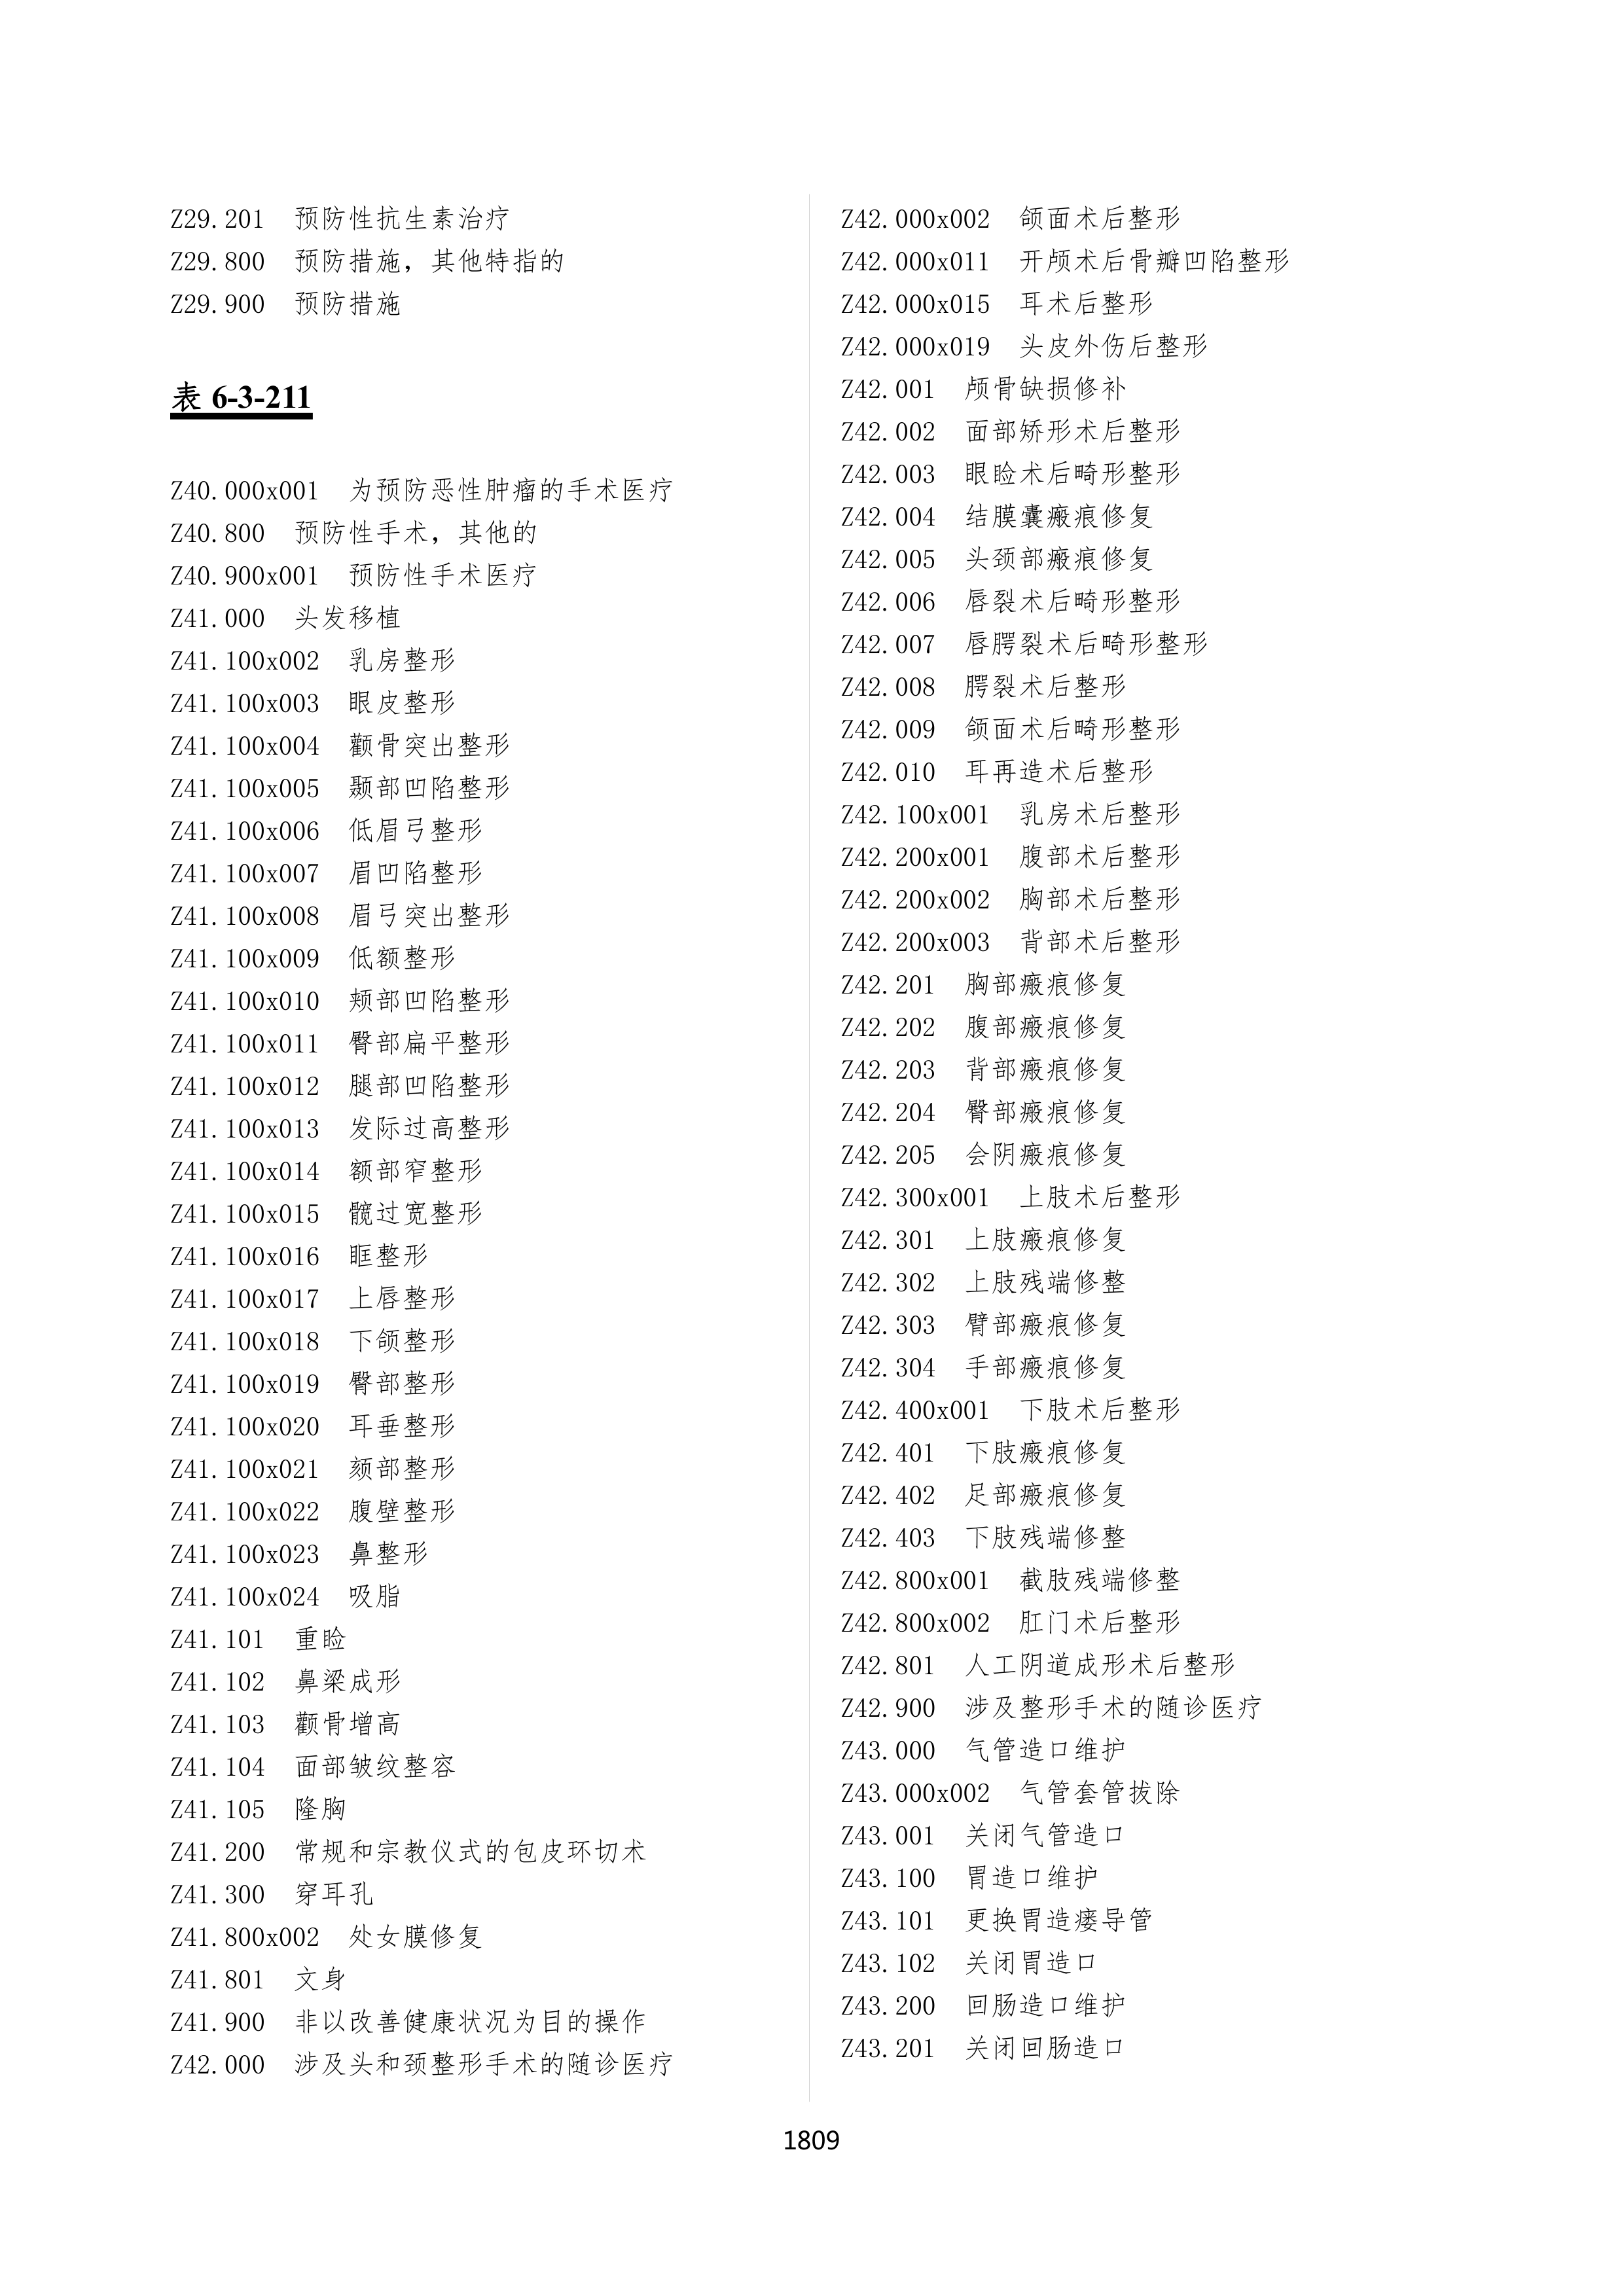 Z29.201  预防性抗生素治疗
Z29.800  预防措施，其他特指的
Z29.900  预防措施
表 6-3-211
Z40.000x001  为预防恶性肿瘤的手术医疗
Z40.800  预防性手术，其他的
Z40.900x001  预防性手术医疗
Z41.000  头发移植
Z41.100x002  乳房整形
Z41.100x003  眼皮整形
Z41.100x004  颧骨突出整形
Z41.100x005  颞部凹陷整形
Z41.100x006  低眉弓整形
Z41.100x007  眉凹陷整形
Z41.100x008  眉弓突出整形
Z41.100x009  低额整形
Z41.100x010  颊部凹陷整形
Z41.100x011  臀部扁平整形
Z41.100x012  腿部凹陷整形
Z41.100x013  发际过高整形
Z41.100x014  额部窄整形
Z41.100x015  髋过宽整形
Z41.100x016  眶整形
Z41.100x017  上唇整形
Z41.100x018  下颌整形
Z41.100x019  臀部整形
Z41.100x020  耳垂整形
Z41.100x021  颏部整形
Z41.100x022  腹壁整形
Z41.100x023  鼻整形
Z41.100x024  吸脂
Z41.101  重睑
Z41.102  鼻梁成形
Z41.103  颧骨增高
Z41.104  面部皱纹整容
Z41.105  隆胸
Z41.200  常规和宗教仪式的包皮环切术
Z41.300  穿耳孔
Z41.800x002  处女膜修复
Z41.801  文身
Z41.900  非以改善健康状况为目的操作
Z42.000  涉及头和颈整形手术的随诊医疗
Z42.000x002  颌面术后整形
Z42.000x011  开颅术后骨瓣凹陷整形
Z42.000x015  耳术后整形
Z42.000x019  头皮外伤后整形
Z42.001  颅骨缺损修补
Z42.002  面部矫形术后整形
Z42.003  眼睑术后畸形整形
Z42.004  结膜囊瘢痕修复
Z42.005  头颈部瘢痕修复
Z42.006  唇裂术后畸形整形
Z42.007  唇腭裂术后畸形整形
Z42.008  腭裂术后整形
Z42.009  颌面术后畸形整形
Z42.010  耳再造术后整形
Z42.100x001  乳房术后整形
Z42.200x001  腹部术后整形
Z42.200x002  胸部术后整形
Z42.200x003  背部术后整形
Z42.201  胸部瘢痕修复
Z42.202  腹部瘢痕修复
Z42.203  背部瘢痕修复
Z42.204  臀部瘢痕修复
Z42.205  会阴瘢痕修复
Z42.300x001  上肢术后整形
Z42.301  上肢瘢痕修复
Z42.302  上肢残端修整
Z42.303  臂部瘢痕修复
Z42.304  手部瘢痕修复
Z42.400x001  下肢术后整形
Z42.401  下肢瘢痕修复
Z42.402  足部瘢痕修复
Z42.403  下肢残端修整
Z42.800x001  截肢残端修整
Z42.800x002  肛门术后整形
Z42.801  人工阴道成形术后整形
Z42.900  涉及整形手术的随诊医疗
Z43.000  气管造口维护
Z43.000x002  气管套管拔除
Z43.001  关闭气管造口
Z43.100  胃造口维护
Z43.101  更换胃造瘘导管
Z43.102  关闭胃造口
Z43.200  回肠造口维护
Z43.201  关闭回肠造口
1809